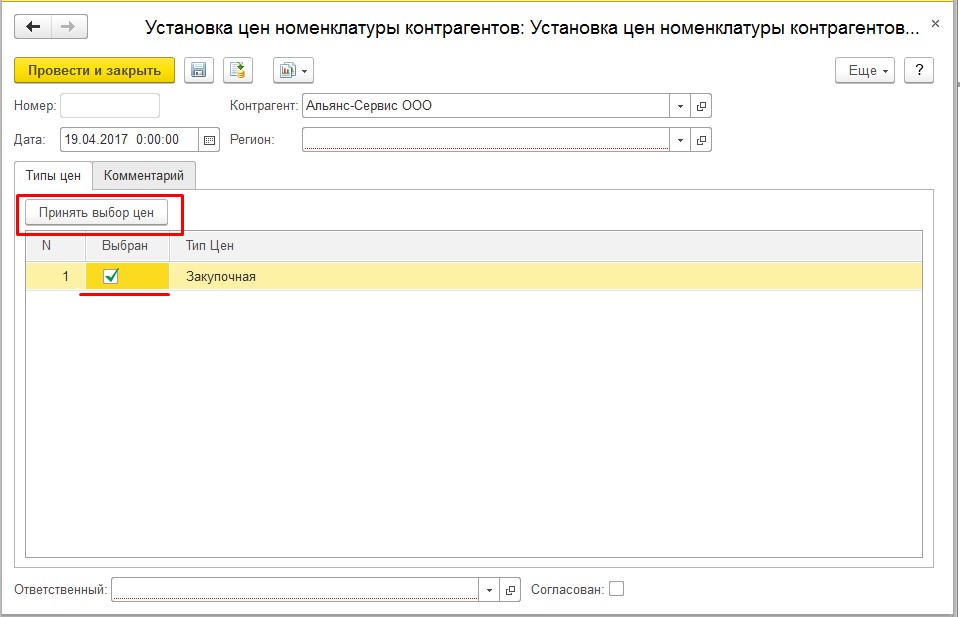 Установка цен номенклатуры контрагентов: Установка цен номенклатуры контрагентов...
Провести и закрыть Еще ?
Номер: Контрагент: Альянс-Сервис ООО
Дата: 19.04.2017 0:00:00 Регион:
Типы цен Комментарий
Принять выбор цен
N Выбран Тип Цен
1 Закупочная
Ответственный: Согласован: